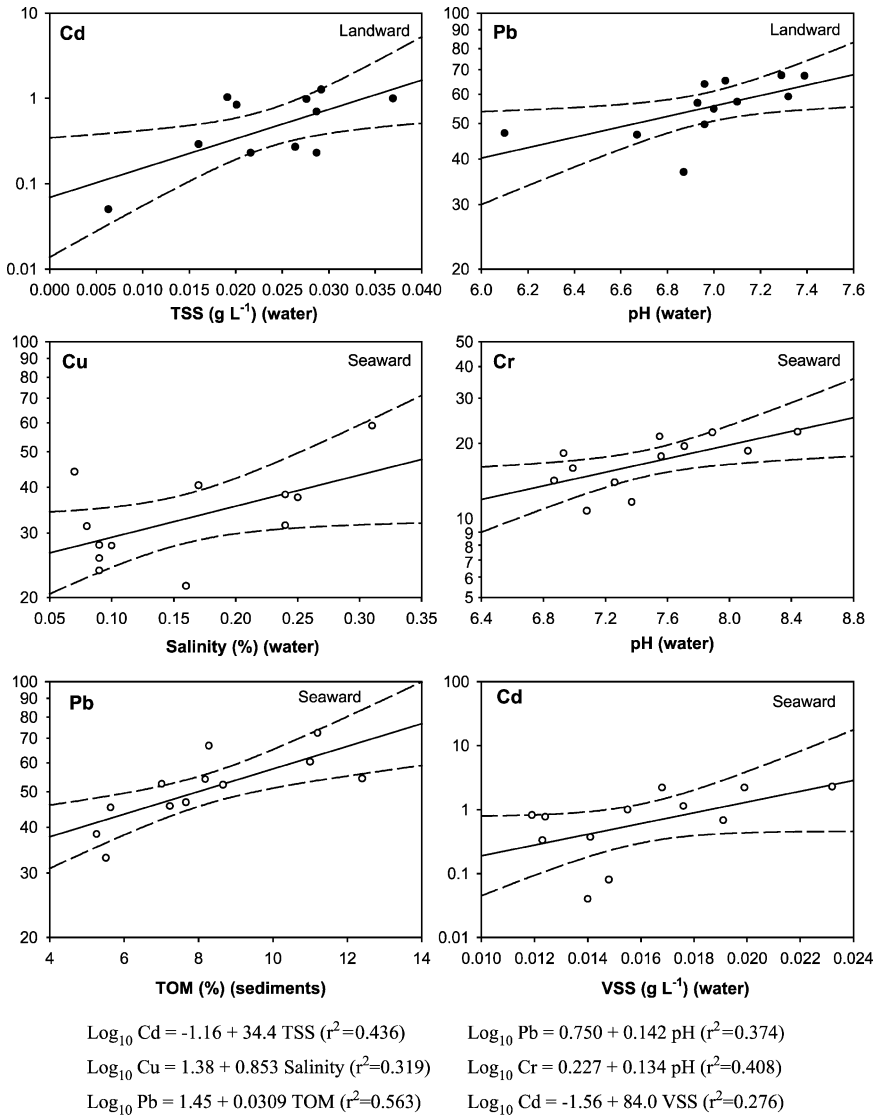 Cd
Landward
10
1
0.1
0.01
0.000 0.005 0.010 0.015 0.020 0.025 0.030 0.035 0.040
TSS (g L-1) (water)
Pb
Landward
100
90
80
70
60
50
40
30
20
6.0 6.2 6.4 6.6 6.8 7.0 7.2 7.4 7.6
pH (water)
Cu
Seaward
100
90
80
70
60
50
40
30
20
0.05 0.10 0.15 0.20 0.25 0.30 0.35
Salinity (%) (water)
Cr
Seaward
50
40
30
20
10
9
8
7
6
5
6.4 6.8 7.2 7.6 8.0 8.4 8.8
pH (water)
Pb
Seaward
100
90
80
70
60
50
40
30
20
4 6 8 10 12 14
TOM (%) (sediments)
Cd
Seaward
100
10
1
0.1
0.01
0.010 0.012 0.014 0.016 0.018 0.020 0.022 0.024
VSS (g L-1) (water)
Log10 Cd = -1.16 + 34.4 TSS (r2=0.436)
Log10 Pb = 0.750 + 0.142 pH (r2=0.374)
Log10 Cu = 1.38 + 0.853 Salinity (r2=0.319)
Log10 Cr = 0.227 + 0.134 pH (r2=0.408)
Log10 Pb = 1.45 + 0.0309 TOM (r2=0.563)
Log10 Cd = -1.56 + 84.0 VSS (r2=0.276)